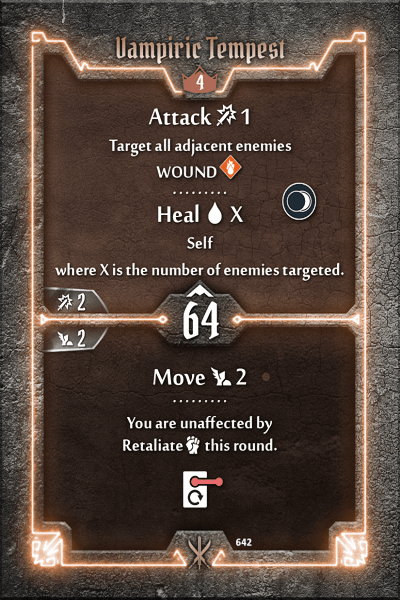 Vampiric Tempest
4
Attack 1
Target all adjacent enemies
WOUND
Heal X
Self
where X is the number of enemies targeted.
2
64
2
Move 2
You are unaffected by
Retaliate this round.
642